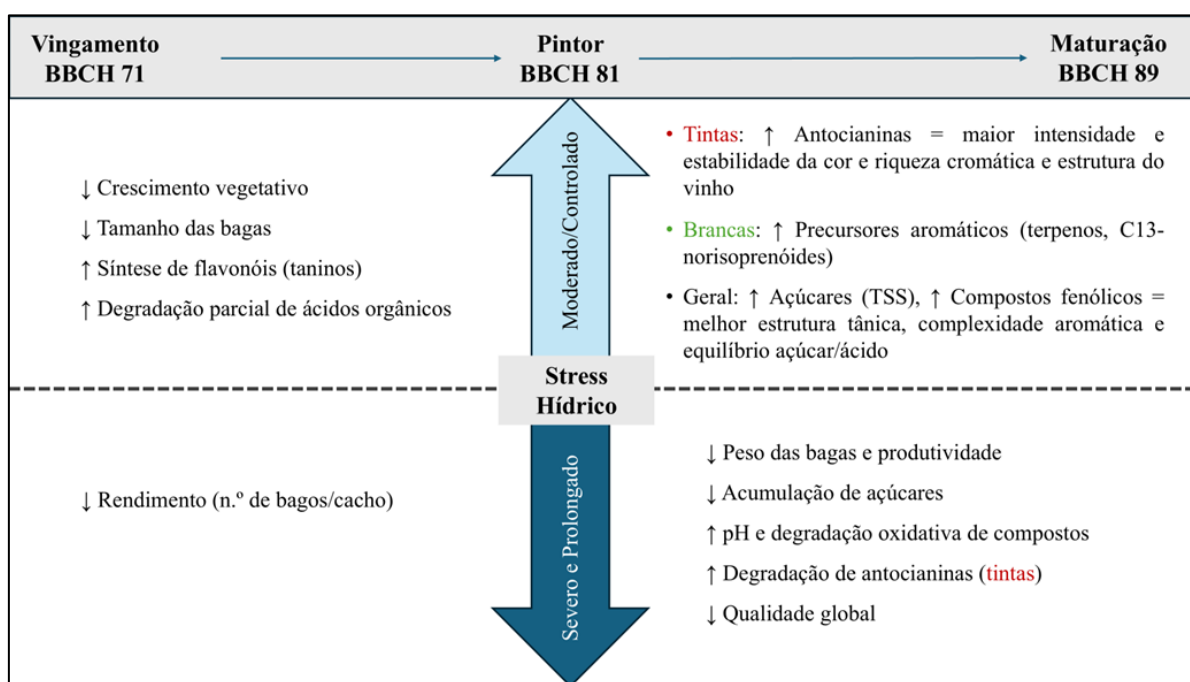 Vingamento
BBCH 71
Pintor
BBCH 81
Maturação
BBCH 89
↓ Crescimento vegetativo
↓ Tamanho das bagas
↑ Síntese de flavonóis (taninos)
↑ Degradação parcial de ácidos orgânicos
Moderado/Controlado
• Tintas: ↑ Antocianinas = maior intensidade e
estabilidade da cor e riqueza cromática e estrutura do
vinho
• Brancas: ↑ Precursores aromáticos (terpenos, C13-
norisoprenóides)
• Geral: ↑ Açúcares (TSS), ↑ Compostos fenólicos =
melhor estrutura tânica, complexidade aromática e
equilíbrio açúcar/ácido
Stress
Hídrico
↓ Rendimento (n.º de bagos/cacho)
Severo e Prolongado
↓ Peso das bagas e produtividade
↓ Acumulação de açúcares
↑ pH e degradação oxidativa de compostos
↑ Degradação de antocianinas (tintas)
↓ Qualidade global